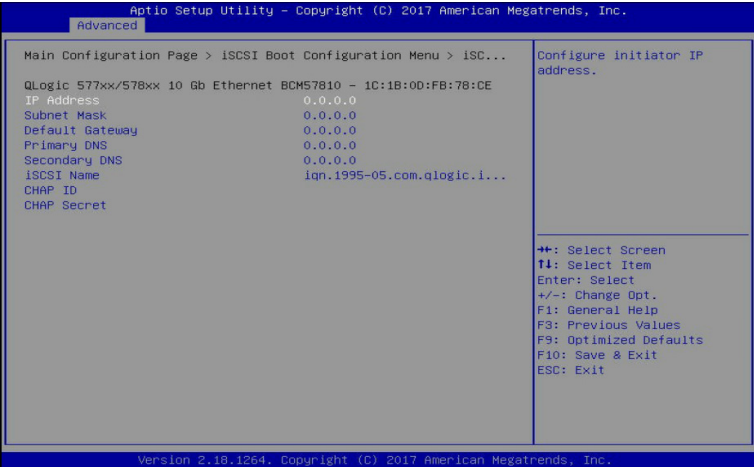 Aptio Setup Utility – Copyright (C) 2017 American Megatrends, Inc.
Advanced
Main Configuration Page > iSCSI Boot Configuration Menu > iSC...
QLogic 577xx/578xx 10 Gb Ethernet BCM57810 – 1C:1B:0D:FB:78:CE
IP Address 0.0.0.0
Subnet Mask 0.0.0.0
Default Gateway 0.0.0.0
Primary DNS 0.0.0.0
Secondary DNS 0.0.0.0
iSCSI Name iqn.1995-05.com.qlogic.i...
CHAP ID
CHAP Secret
Configure initiator IP
address.
→←: Select Screen
↑↓: Select Item
Enter: Select
+/-: Change Opt.
F1: General Help
F3: Previous Values
F9: Optimized Defaults
F10: Save & Exit
ESC: Exit
Version 2.18.1264. Copyright (C) 2017 American Megatrends, Inc.